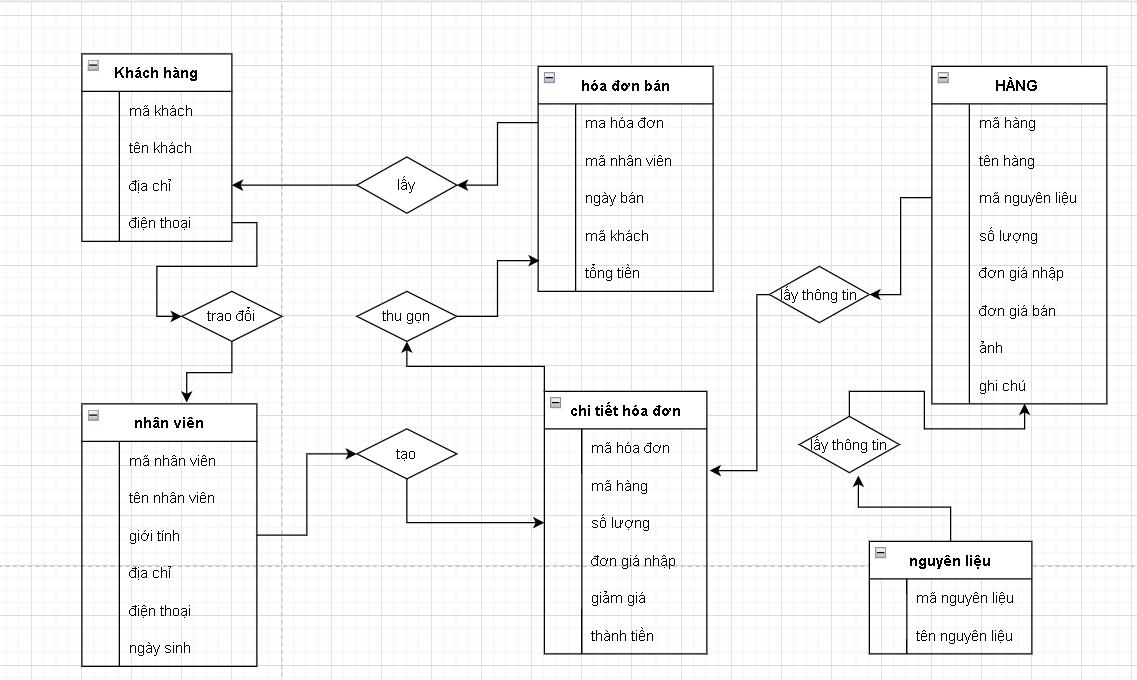 Khách hàng
mã khách
tên khách
địa chỉ
điện thoại
lấy
hóa đơn bán
ma hóa đơn
mã nhân viên
ngày bán
mã khách
tổng tiền
HÀNG
mã hàng
tên hàng
mã nguyên liệu
số lượng
đơn giá nhập
đơn giá bán
ảnh
ghi chú
trao đổi
thu gọn
lấy thông tin
nhân viên
mã nhân viên
tên nhân viên
giới tính
địa chỉ
điện thoại
ngày sinh
tạo
chi tiết hóa đơn
mã hóa đơn
mã hàng
số lượng
đơn giá nhập
giảm giá
thành tiền
lấy thông tin
nguyên liệu
mã nguyên liệu
tên nguyên liệu